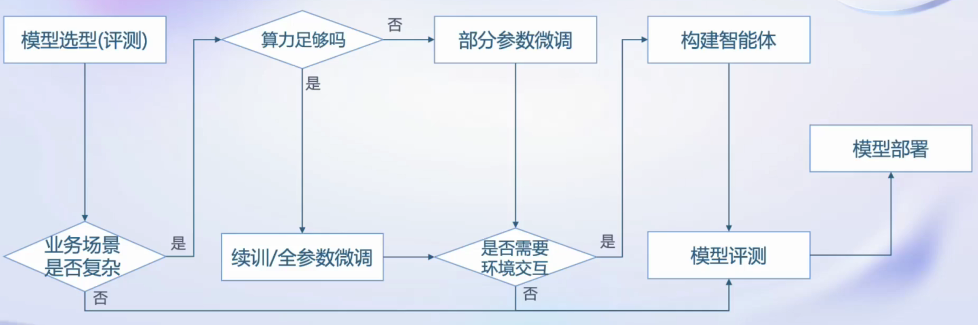 模型选型(评测)
算力足够吗
否
部分参数微调
构建智能体
是
模型部署
业务场景
是否复杂
是
续训/全参数微调
是否需要
环境交互
是
模型评测
否
否